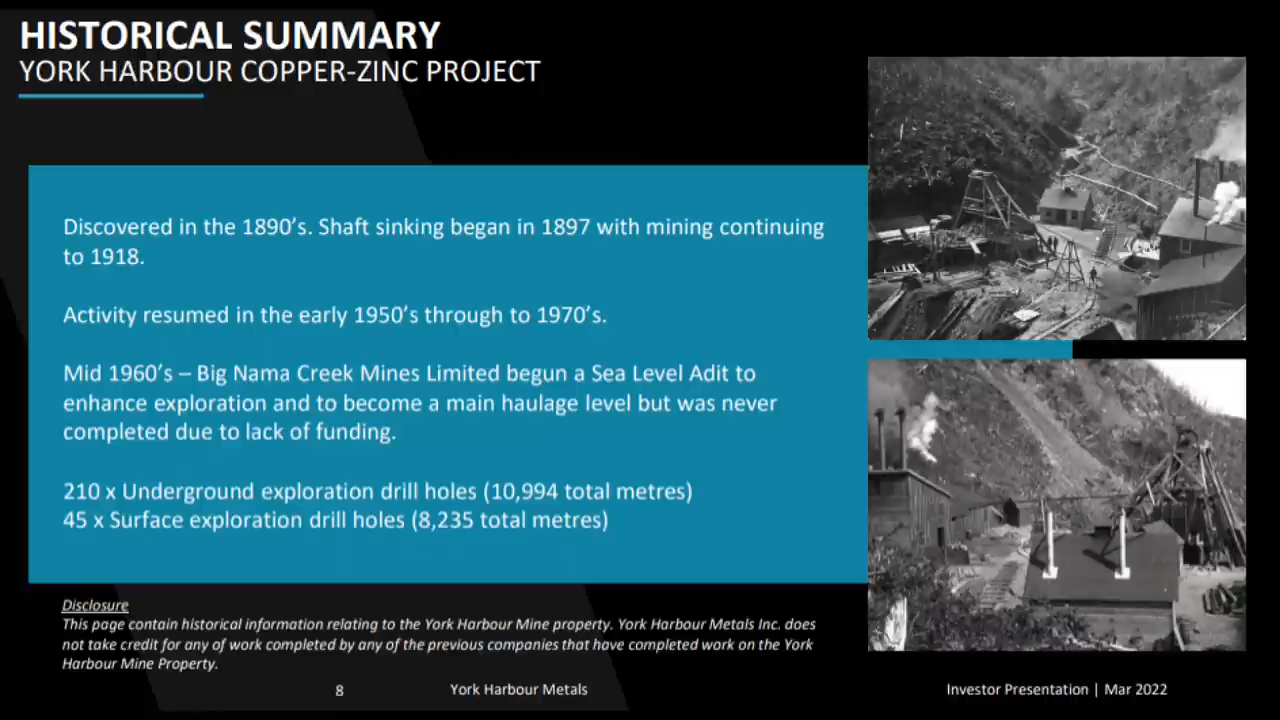 HISTORICAL SUMMARY
YORK HARBOUR COPPER-ZINC PROJECT
Discovered in the 1890’s. Shaft sinking began in 1897 with mining continuing
to 1918.
Activity resumed in the early 1950’s through to 1970’s.
Mid 1960’s – Big Nama Creek Mines Limited begun a Sea Level Adit to
enhance exploration and to become a main haulage level but was never
completed due to lack of funding.
210 x Underground exploration drill holes (10,994 total metres)
45 x Surface exploration drill holes (8,235 total metres)
Disclosure
This page contain historical information relating to the York Harbour Mine property. York Harbour Metals Inc. does
not take credit for any of work completed by any of the previous companies that have completed work on the York
Harbour Mine Property.
8
York Harbour Metals
Investor Presentation | Mar 2022